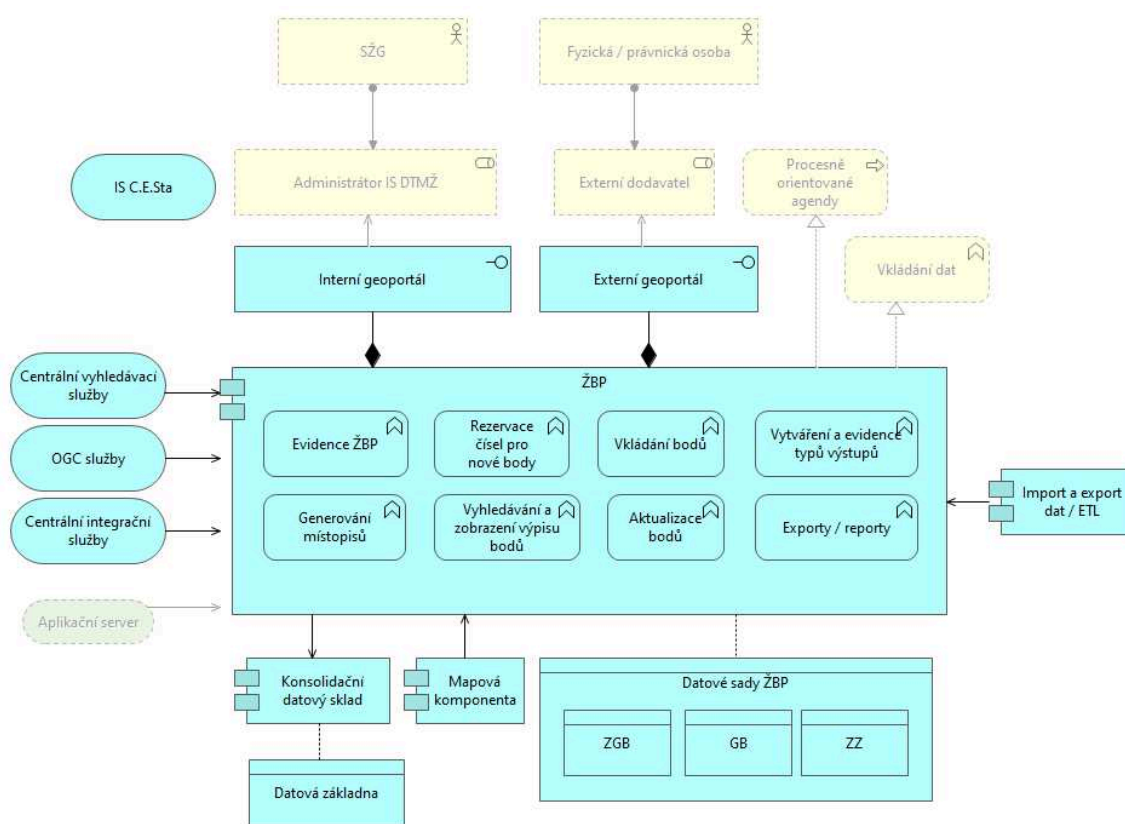 SŽG
Fyzická / právnická osoba
IS C.E.Sta
Administrátor IS DTMŽ
Externí dodavatel
Procesně
orientované
agendy
Interní geoportál
Externí geoportál
Vkládání dat
Centrální vyhledávací
služby
OGC služby
Centrální integrační
služby
Aplikační server
ŽBP
Evidence ŽBP
Rezervace
čísel pro
nové body
Vkládání bodů
Vytváření a evidence
typů výstupů
Generování
místopisů
Vyhledávání a
zobrazení výpisu
bodů
Aktualizace
bodů
Exporty / reporty
Import a export
dat / ETL
Konsolidační
datový sklad
Mapová
komponenta
Datové sady ŽBP
ZGB
GB
ZZ
Datová základna